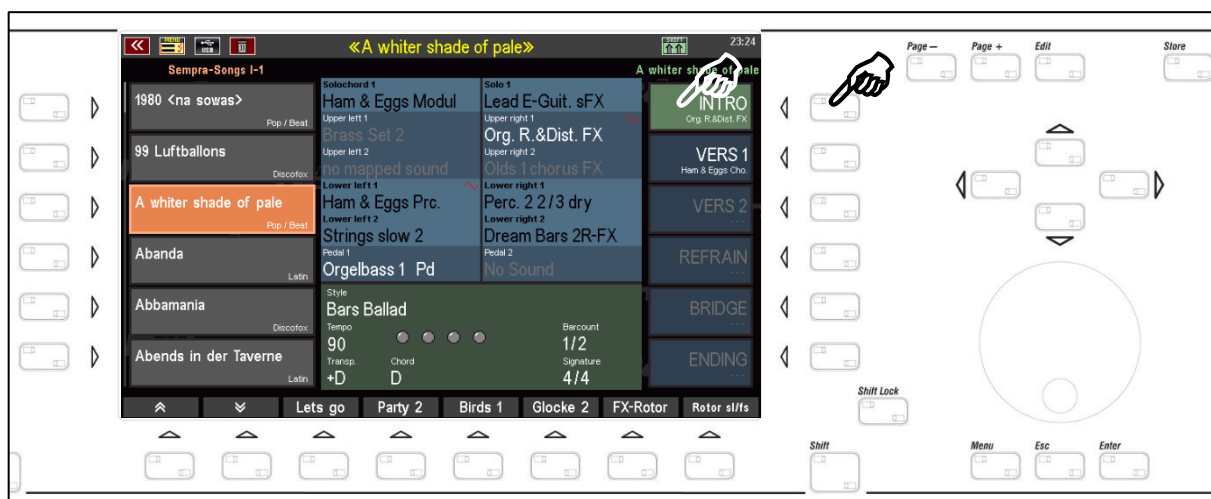 MENU
USB
«A whiter shade of pale»
SHIFT
23:24
Sempra-Songs I-1
A whiter shade of pale
1980 <na sowas>
Pop / Beat
99 Luftballons
Discofox
A whiter shade of pale
Pop / Beat
Abanda
Latin
Abbamania
Discofox
Abends in der Taverne
Latin
Solochord 1
Ham & Eggs Modul
Solo 1
Lead E-Guit. sFX
Upper left 1
Brass Set 2
Upper right 1
Org. R.&Dist. FX
Upper left 2
no mapped sound
Upper right 2
Olds 1chorus FX
Lower left 1
Ham & Eggs Prc.
Lower right 1
Perc. 2 2/3 dry
Lower left 2
Strings slow 2
Lower right 2
Dream Bars 2R-FX
Pedal 1
Orgelbass 1 Pd
Pedal 2
No Sound
Style
Bars Ballad
Tempo
90
Barcount
1/2
Transp.
+D
Chord
D
Signature
4/4
INTRO
Org. R.&Dist. FX
VERS 1
Ham & Eggs Cho.
VERS 2
---
REFRAIN
---
BRIDGE
---
ENDING
---
Lets go
Party 2
Birds 1
Glocke 2
FX-Rotor
Rotor sl/fs
Page –
Page +
Edit
Store
Shift Lock
Shift
Menu
Esc
Enter